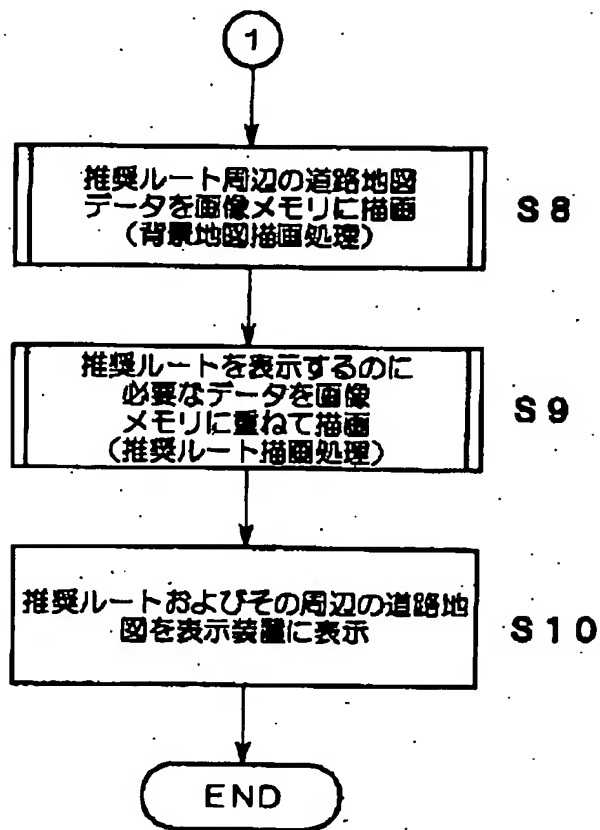 1
推奨ルート周辺の道路地図
データを画像メモリに描画
(背景地図描画処理)
S8
推奨ルートを表示するのに
必要なデータを画像
メモリに重ねて描画
(推奨ルート描画処理)
S9
推奨ルートおよびその周辺の道路地
図を表示装置に表示
S10
END